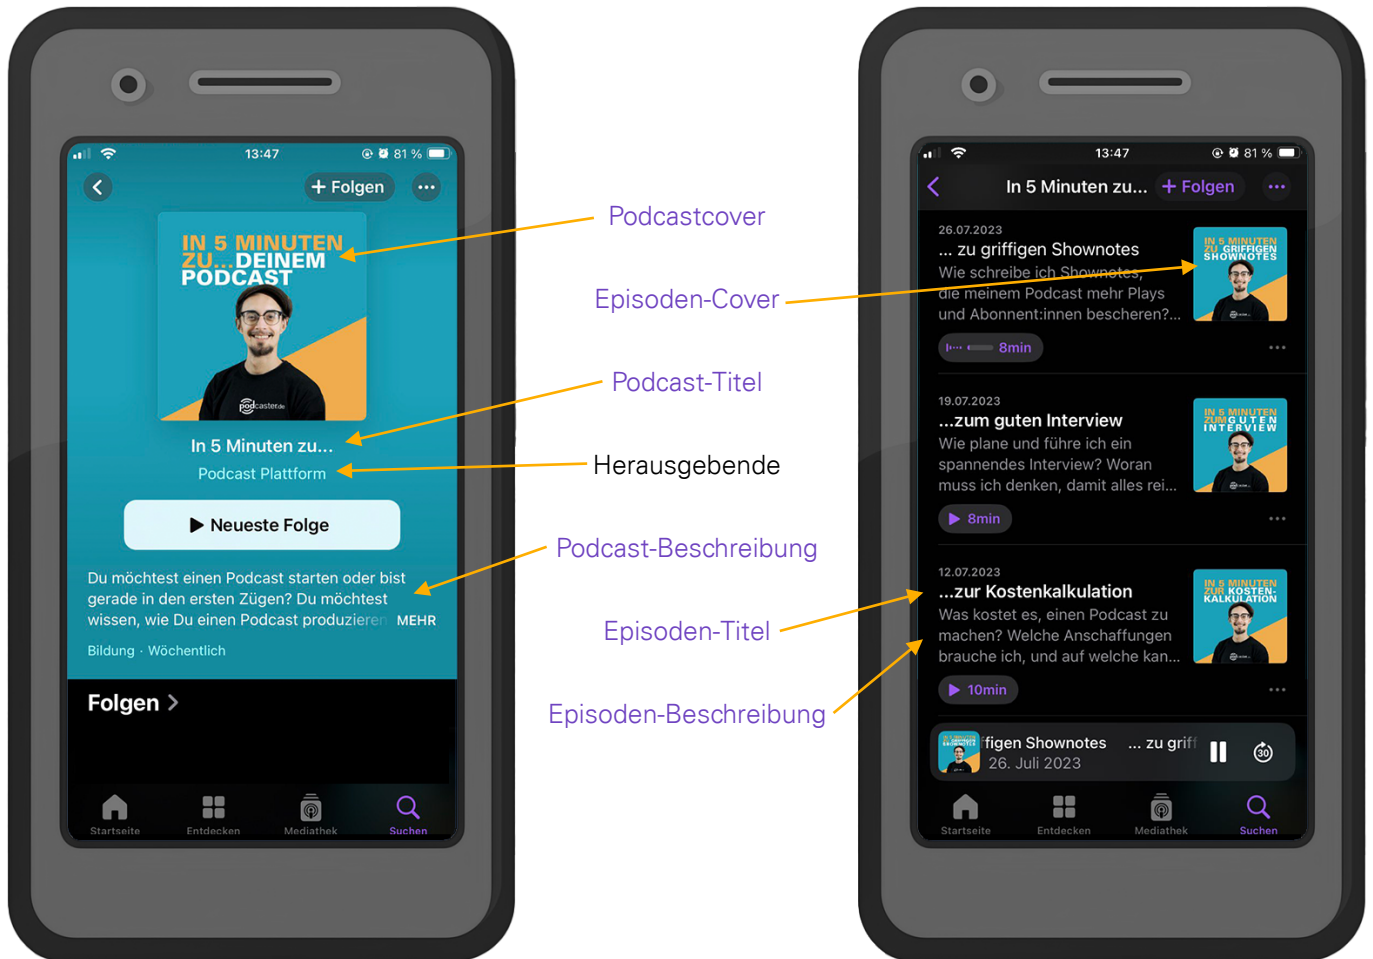 13:47
81 %
+ Folgen
IN 5 MINUTEN
ZU...DEINEM
PODCAST
podcaster.de
In 5 Minuten zu...
Podcast Plattform
Neueste Folge
Du möchtest einen Podcast starten oder bist
gerade in den ersten Zügen? Du möchtest
wissen, wie Du einen Podcast produzieren MEHR
Bildung · Wöchentlich
Folgen
Startseite
Entdecken
Mediathek
Suchen
Podcastcover
Episoden-Cover
Podcast-Titel
Herausgebende
Podcast-Beschreibung
Episoden-Titel
Episoden-Beschreibung
13:47
81 %
In 5 Minuten zu...
+ Folgen
26.07.2023
... zu griffigen Shownotes
Wie schreibe ich Shownotes,
die meinem Podcast mehr Plays
und Abonnent:innen bescheren?...
8min
IN 5 MINUTEN
ZU GRIFFIGEN
SHOWNOTES
19.07.2023
...zum guten Interview
Wie plane und führe ich ein
spannendes Interview? Woran
muss ich denken, damit alles rei...
8min
IN 5 MINUTEN
ZUM GUTEN
INTERVIEW
12.07.2023
...zur Kostenkalkulation
Was kostet es, einen Podcast zu
machen? Welche Anschaffungen
brauche ich, und auf welche kan...
10min
IN 5 MINUTEN
ZUR KOSTEN-
KALKULATION
ffigen Shownotes ... zu griff
26. Juli 2023
30
Startseite
Entdecken
Mediathek
Suchen